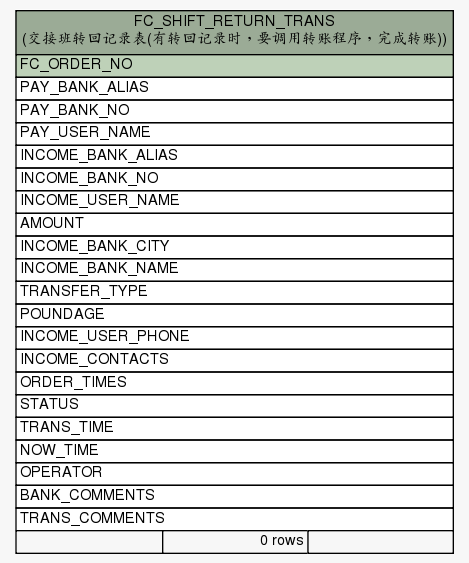 FC_SHIFT_RETURN_TRANS
(交接班转回记录表(有转回记录时，要调用转账程序，完成转账))
FC_ORDER_NO
PAY_BANK_ALIAS
PAY_BANK_NO
PAY_USER_NAME
INCOME_BANK_ALIAS
INCOME_BANK_NO
INCOME_USER_NAME
AMOUNT
INCOME_BANK_CITY
INCOME_BANK_NAME
TRANSFER_TYPE
POUNDAGE
INCOME_USER_PHONE
INCOME_CONTACTS
ORDER_TIMES
STATUS
TRANS_TIME
NOW_TIME
OPERATOR
BANK_COMMENTS
TRANS_COMMENTS
0 rows